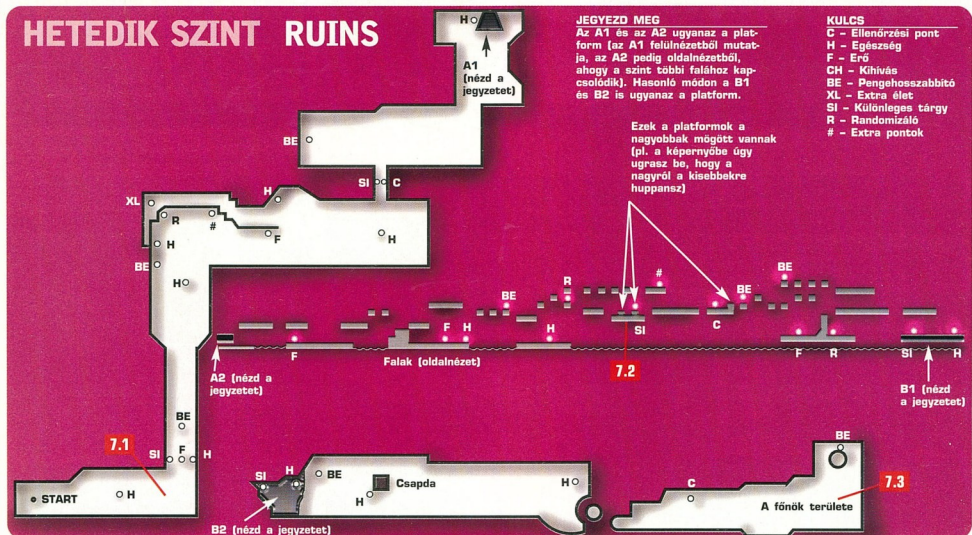 HETEDIK SZINT RUINS
JEGYEZD MEG
Az A1 és az A2 ugyanaz a plat-
form (az A1 felülnézetből mutat-
ja, az A2 pedig oldalnézetből,
ahogy a szint többi falához kap-
csolódik). Hasonló módon a B1
és B2 is ugyanaz a platform.
KULCS
C – Ellenőrzési pont
H – Egészség
F – Erő
CH – Kihívás
BE – Pengehosszabbító
XL – Extra élet
SI – Különleges tárgy
R – Randomizáló
# – Extra pontok
H
A1
(nézd a
jegyzetet)
BE
Ezek a platformok a
nagyobbak mögött vannak
(pl. a képernyőbe úgy
ugrasz be, hogy a
nagyról a kisebbekre
huppansz)
SI C
XL
H
R
#
F
H
H
BE
H
BE
R
#
BE
BE
SI
C
F
F H
H
F R
SI H
A2 (nézd a
jegyzetet)
Falak (oldalnézet)
7.2
B1 (nézd
a jegyzetet)
BE
7.1
SI F H
START
H
SI
H
BE
Csapda
H
H
B2 (nézd a jegyzetet)
BE
C
7.3
A főnök területe